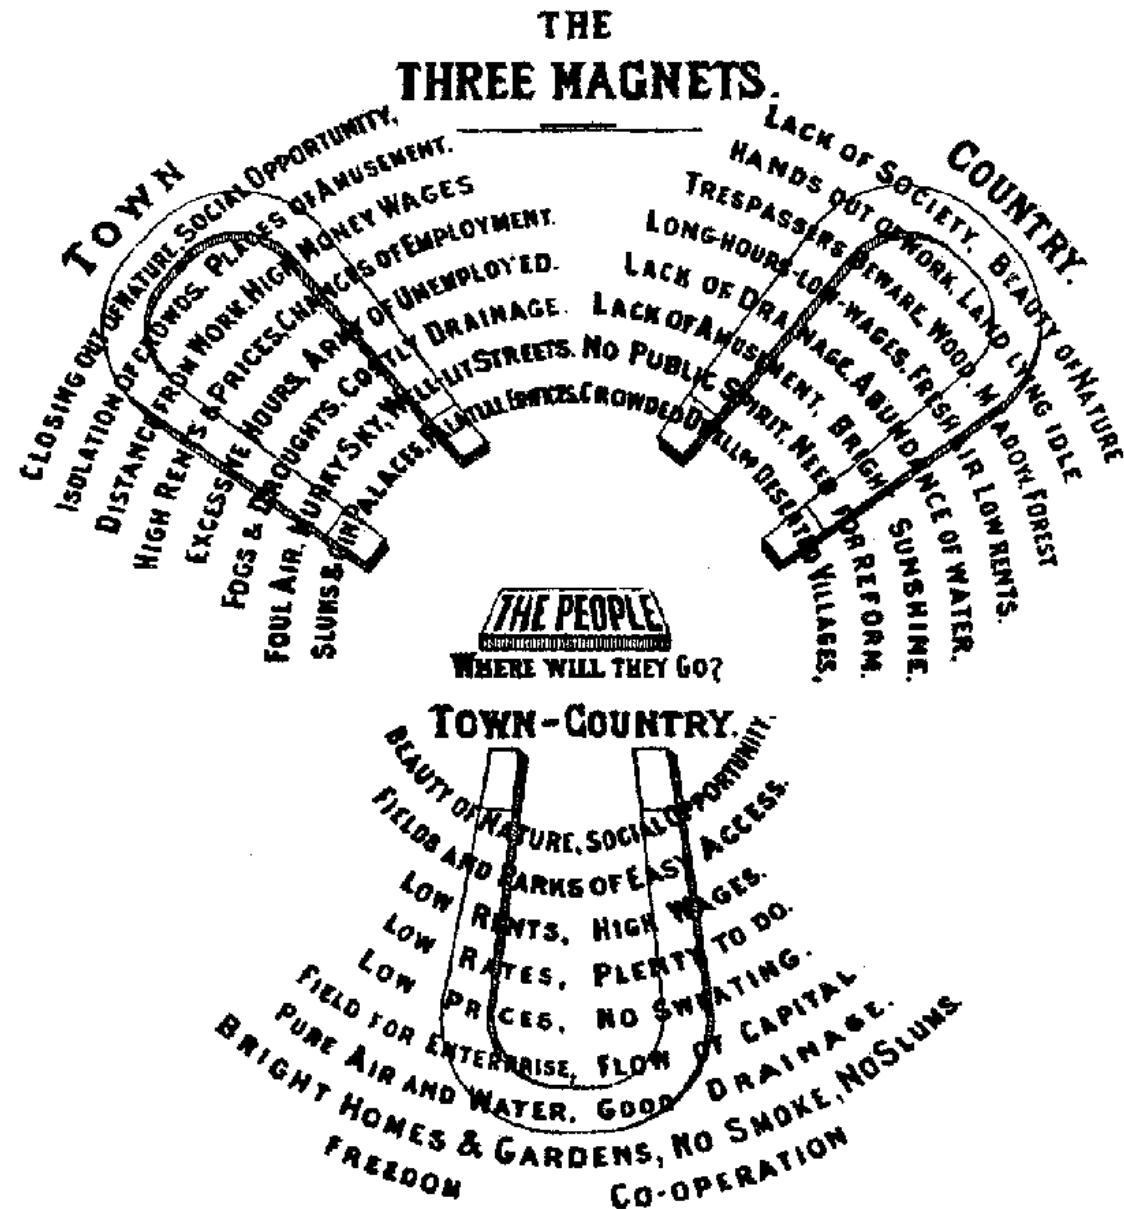 THE
THREE MAGNETS.
TOWN
CLOSING OUT OF NATURE. SOCIAL OPPORTUNITY.
ISOLATION OF CROWDS. PLACES OF AMUSEMENT.
DISTANCE FROM WORK. HIGH MONEY WAGES
HIGH RENTS & PRICES. CHANCES OF EMPLOYMENT.
EXCESSIVE HOURS. ARMY OF UNEMPLOYED.
FOGS & DROUGHTS. COSTLY DRAINAGE.
FOUL AIR. MURKY SKY. WELL-LIT STREETS.
SLUMS & GIN PALACES. PALATIAL EDIFICES.
COUNTRY.
LACK OF SOCIETY. BEAUTY OF NATURE
HANDS OUT OF WORK. LAND LYING IDLE
TRESPASSERS BEWARE. WOOD. MEADOW. FOREST
LONG-HOURS-LOW-WAGES. FRESH AIR LOW RENTS.
LACK OF DRAINAGE. ABUNDANCE OF WATER.
LACK OF AMUSEMENT. BRIGHT SUNSHINE.
NO PUBLIC SPIRIT. NEED FOR REFORM.
CROWDED DWELLINGS DESERTED VILLAGES,
THE PEOPLE
WHERE WILL THEY GO?
TOWN-COUNTRY.
BEAUTY OF NATURE, SOCIAL OPPORTUNITY.
FIELDS AND PARKS OF EASY ACCESS.
LOW RENTS, HIGH WAGES.
LOW RATES, PLENTY TO DO.
LOW PRICES, NO SWEATING.
FIELD FOR ENTERPRISE, FLOW OF CAPITAL
PURE AIR AND WATER, GOOD DRAINAGE.
BRIGHT HOMES & GARDENS, NO SMOKE, NO SLUMS.
FREEDOM CO-OPERATION